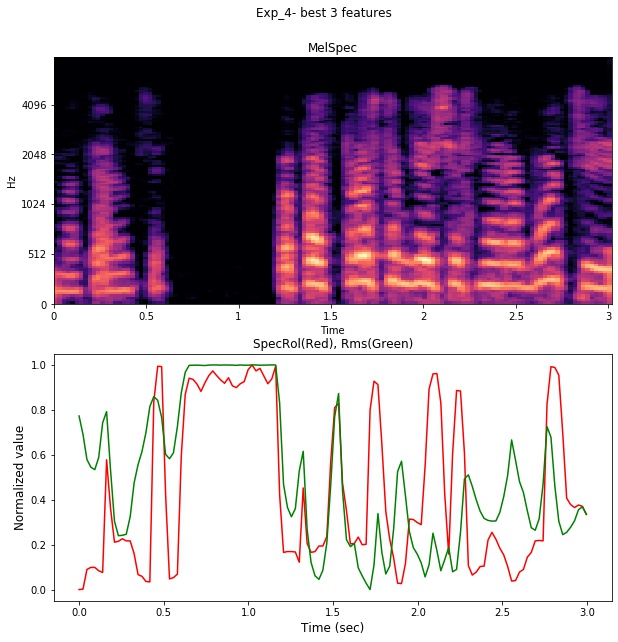 Exp_4- best 3 features
MelSpec
4096
2048
1024
512
0
Hz
0 0.5 1 1.5 2 2.5 3
Time
SpecRol(Red), Rms(Green)
1.0
0.8
0.6
0.4
0.2
0.0
Normalized value
0.0 0.5 1.0 1.5 2.0 2.5 3.0
Time (sec)